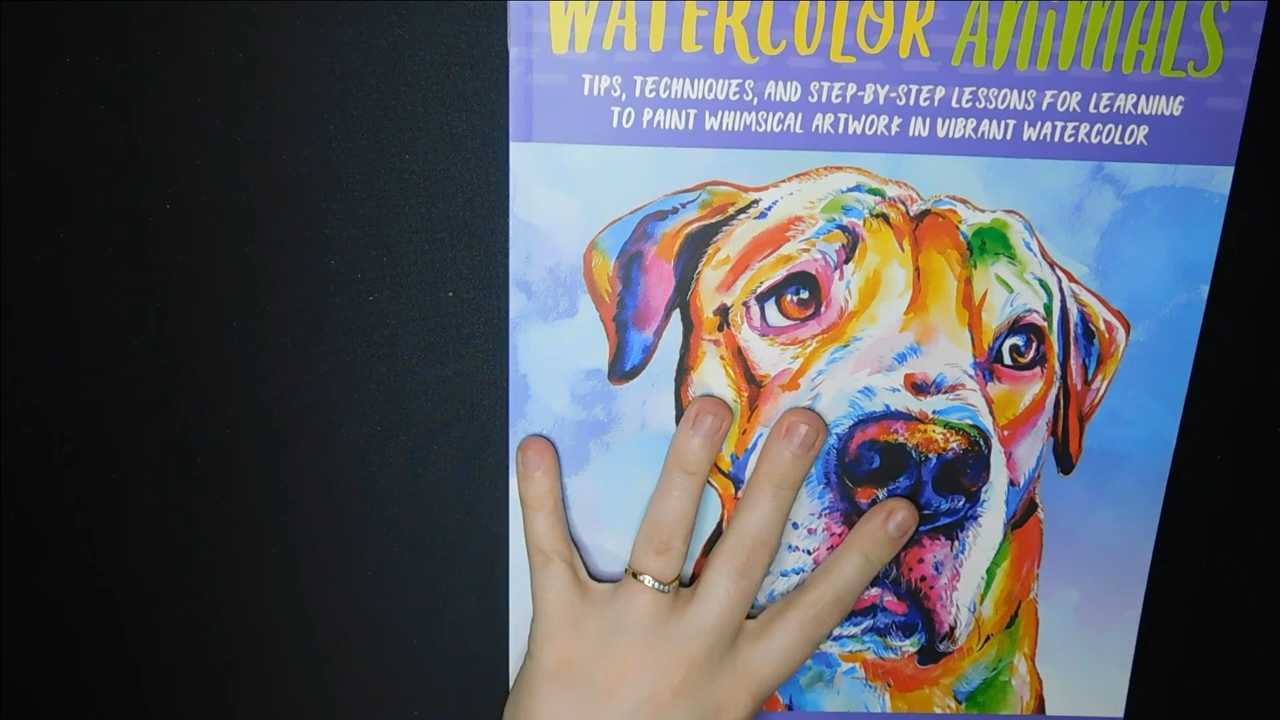 WATERCOLOR ANiMALS
TIPS, TECHNIQUES, AND STEP-BY-STEP LESSONS FOR LEARNING
TO PAINT WHIMSICAL ARTWORK IN VIBRANT WATERCOLOR